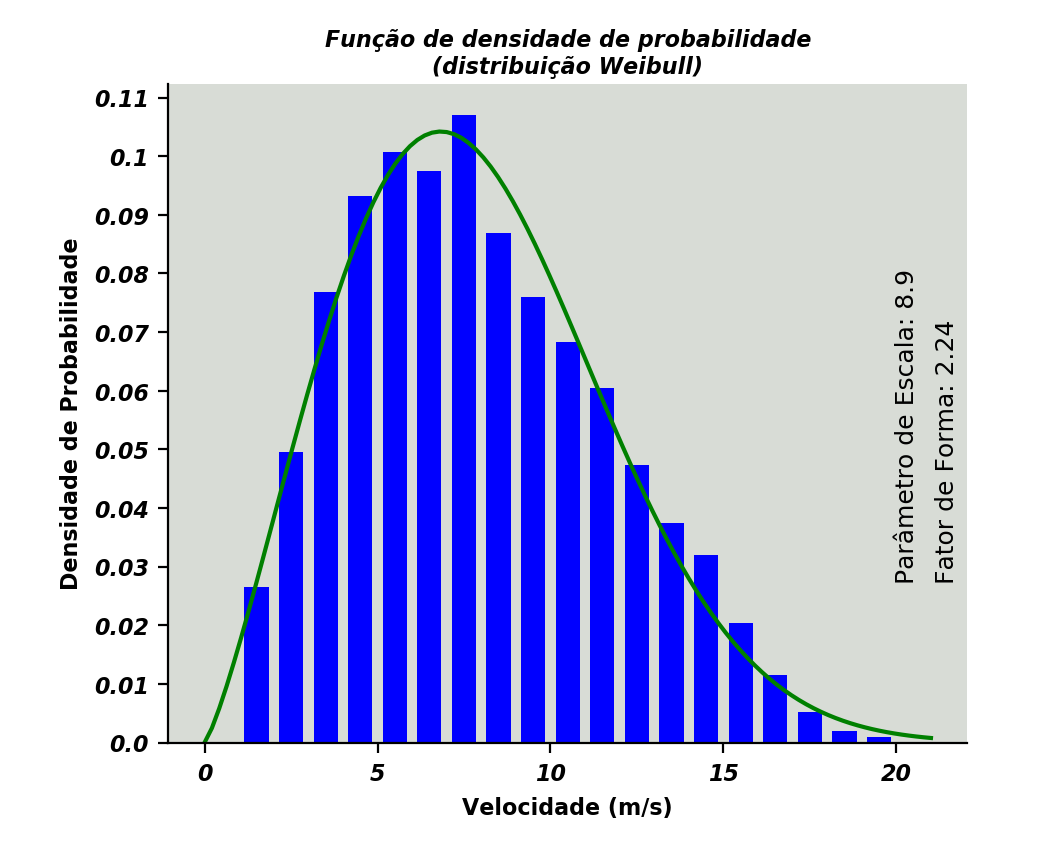 Função de densidade de probabilidade
(distribuição Weibull)
0.11
0.1
0.09
0.08
0.07
0.06
0.05
0.04
0.03
0.02
0.01
0.0
Densidade de Probabilidade
Parâmetro de Escala: 8.9
Fator de Forma: 2.24
0 5 10 15 20
Velocidade (m/s)